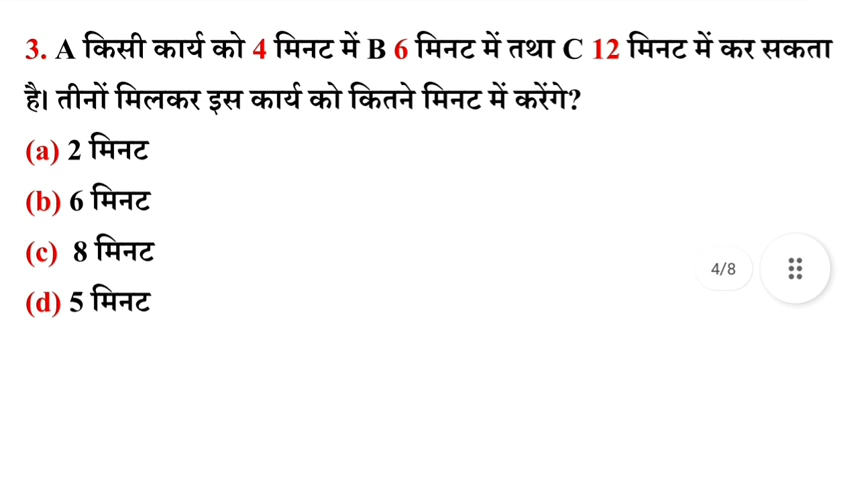 3. A किसी कार्य को 4 मिनट में B 6 मिनट में तथा C 12 मिनट में कर सकता
है। तीनों मिलकर इस कार्य को कितने मिनट में करेंगे?
(a) 2 मिनट
(b) 6 मिनट
(c) 8 मिनट
(d) 5 मिनट
4/8